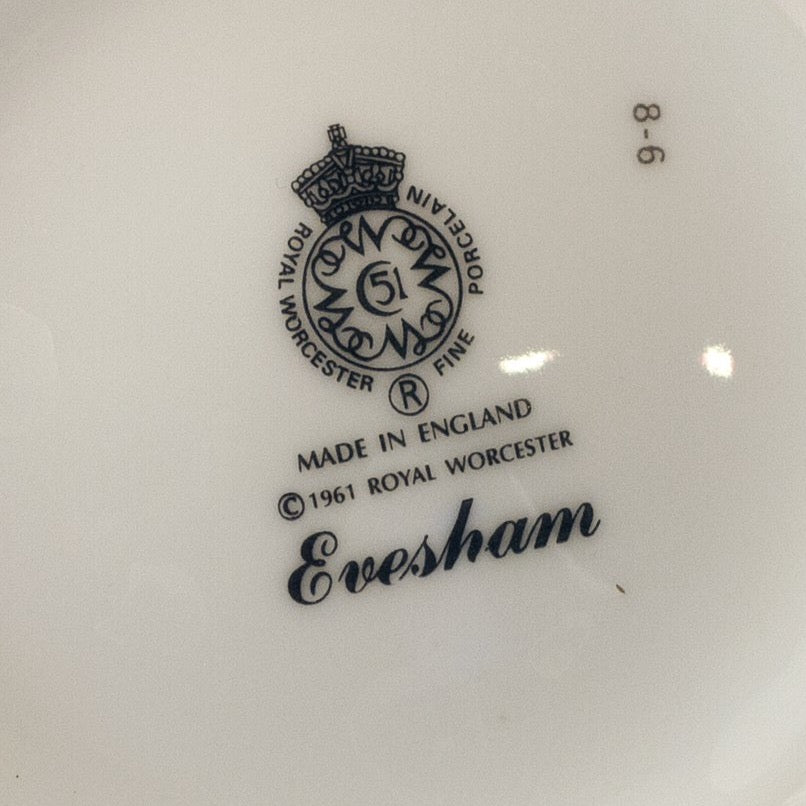 ROYAL WORCESTER FINE PORCELAIN
51
®
MADE IN ENGLAND
© 1961 ROYAL WORCESTER
Evesham
8-6